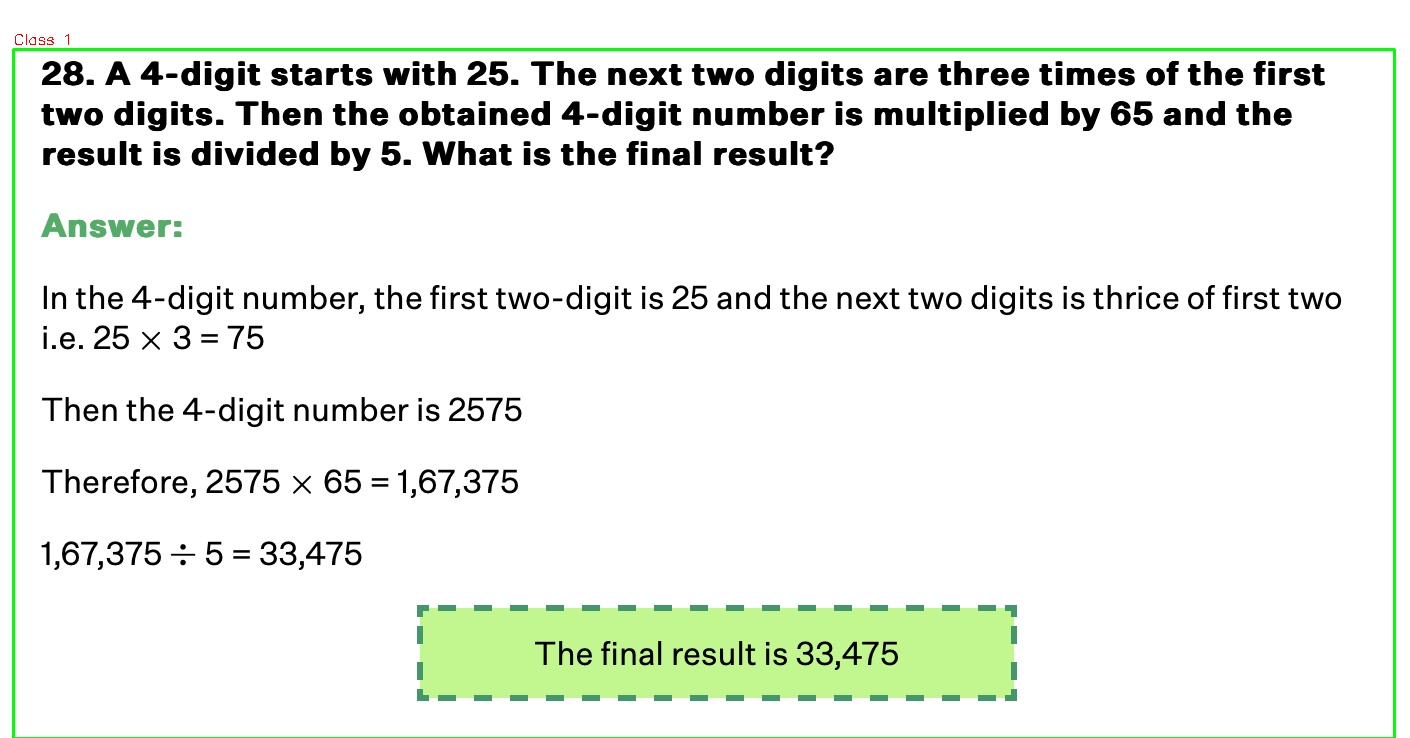 Class 1
28. A 4-digit starts with 25. The next two digits are three times of the first
two digits. Then the obtained 4-digit number is multiplied by 65 and the
result is divided by 5. What is the final result?
Answer:
In the 4-digit number, the first two-digit is 25 and the next two digits is thrice of first two
i.e. 25 × 3 = 75
Then the 4-digit number is 2575
Therefore, 2575 × 65 = 1,67,375
1,67,375 ÷ 5 = 33,475
The final result is 33,475